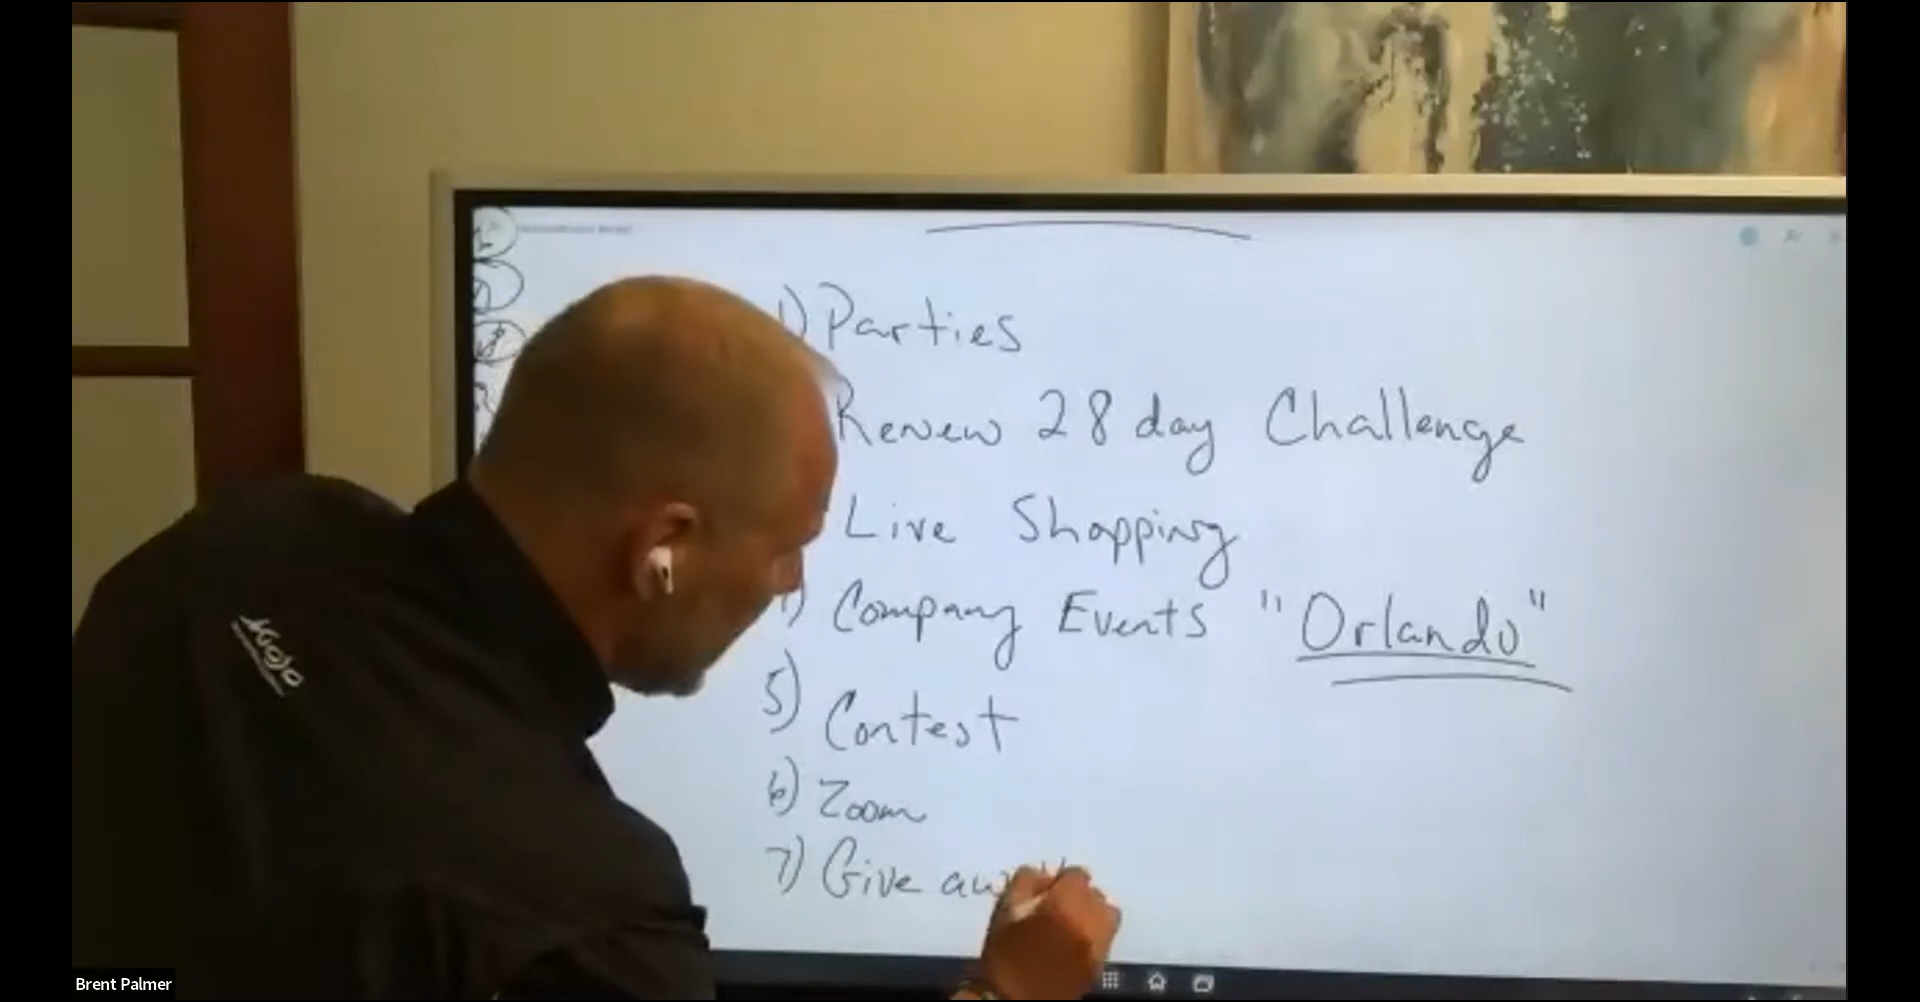 1) Parties
Renew 28 day Challenge
Live Shopping
) Company Events "Orlando"
5) Contest
6) Zoom
7) Give aw
Brent Palmer